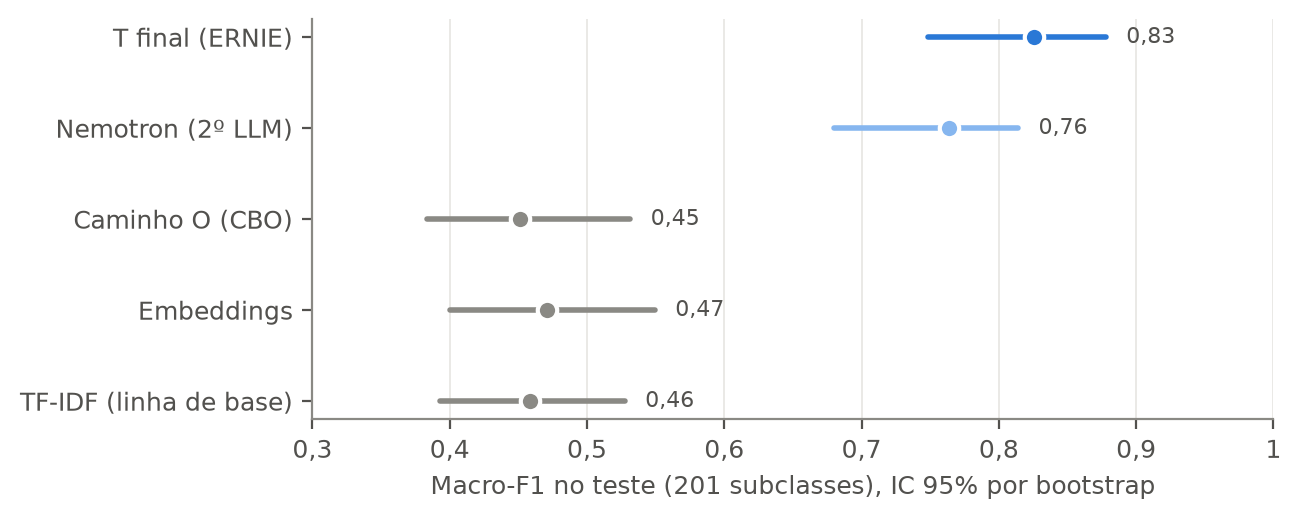 T final (ERNIE)
0,83
Nemotron (2º LLM)
0,76
Caminho O (CBO)
0,45
Embeddings
0,47
TF-IDF (linha de base)
0,46
0,3 0,4 0,5 0,6 0,7 0,8 0,9 1
Macro-F1 no teste (201 subclasses), IC 95% por bootstrap